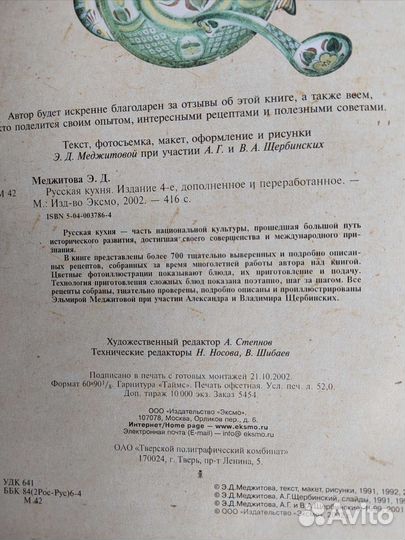 Автор будет искренне благодарен за отзывы об этой книге, а также всем,
кто поделится своим опытом, интересными рецептами и полезными советами.
Текст, фотосъемка, макет, оформление и рисунки
Э. Д. Меджитовой при участии А. Г. и В. А. Щербинских
Меджитова Э. Д.
М 42 Русская кухня. Издание 4-е, дополненное и переработанное. —
М.: Изд-во Эксмо, 2002. — 416 с.
ISBN 5-04-003786-4
Русская кухня — часть национальной культуры, прошедшая большой путь
исторического развития, достигшая своего совершенства и международного при-
знания.
В книге представлены более 700 тщательно выверенных и подробно описан-
ных рецептов, собранных за время многолетней работы автора над книгой.
Цветные фотоиллюстрации показывают блюда, их приготовление и подачу.
Технология приготовления сложных блюд показана поэтапно, шаг за шагом. Все
рецепты собраны, тщательно проверены, подробно описаны и проиллюстрированы
Эльмирой Меджитовой при участии Александра и Владимира Щербинских.
Художественный редактор А. Степнов
Технические редакторы Н. Носова, В. Шибаев
Подписано в печать с готовых монтажей 21.10.2002.
Формат 60×90 1/8. Гарнитура «Таймс». Печать офсетная. Усл. печ. л. 52,0.
Доп. тираж 10 000 экз. Заказ 5454.
ООО «Издательство «Эксмо».
107078, Москва, Орликов пер., д. 6.
Интернет/Home page — www.eksmo.ru
Электронная почта (E-mail) — info@eksmo.ru
ОАО «Тверской полиграфический комбинат»
170024, г. Тверь, пр-т Ленина, 5.
УДК 641
ББК 84(2Рос-Рус)6-4
М 42
© Э.Д.Меджитова, текст, макет, рисунки, 1991, 1992,
© Э.Д.Меджитова, А.Г.Щербинский, слайды, 1991,
© Э.Д.Меджитова, А.Г. и
Avito